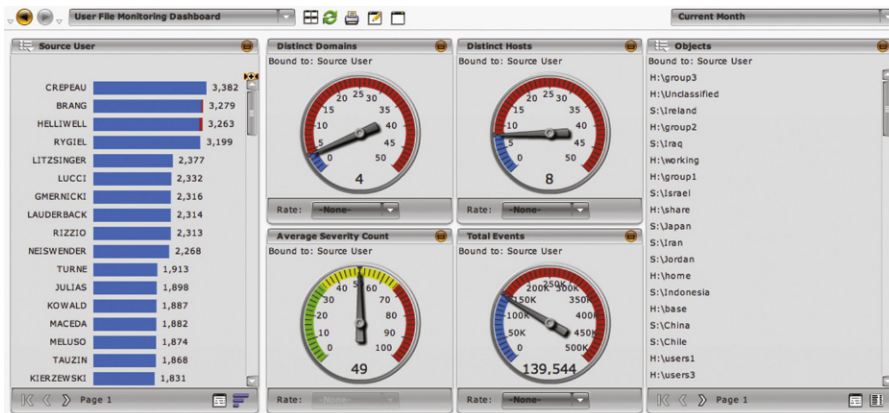 User File Monitoring Dashboard
Current Month
Source User
CREPEAU 3,382
BRANG 3,279
HELLIWELL 3,263
RYGIEL 3,199
LITZSINGER 2,377
LUCCI 2,332
GMERNICKI 2,316
LAUDERBACK 2,314
RIZZIO 2,313
NEISWENDER 2,268
TURNE 1,913
JULIAS 1,898
KOWALD 1,887
MACEDA 1,882
MELUSO 1,874
TAUZIN 1,868
KIERZEWSKI 1,831
Page 1
Distinct Domains
Bound to: Source User
0 5 10 15 20 25 30 35 40 50
4
Rate: -None-
Distinct Hosts
Bound to: Source User
0 5 10 15 20 25 30 35 40 50
8
Rate: -None-
Average Severity Count
Bound to: Source User
0 10 20 30 40 50 60 70 80 90 100
49
Rate: -None-
Total Events
Bound to: Source User
0 50K 100K 150K 200K 250K 300K 350K 400K 450K 500K
139,544
Rate: -None-
Objects
Bound to: Source User
H:\group3
H:\Unclassified
S:\Ireland
H:\group2
S:\Iraq
H:\working
H:\group1
S:\Israel
H:\share
S:\Japan
S:\Iran
S:\Jordan
H:\home
S:\Indonesia
H:\base
S:\China
S:\Chile
H:\users1
H:\users3
Page 1